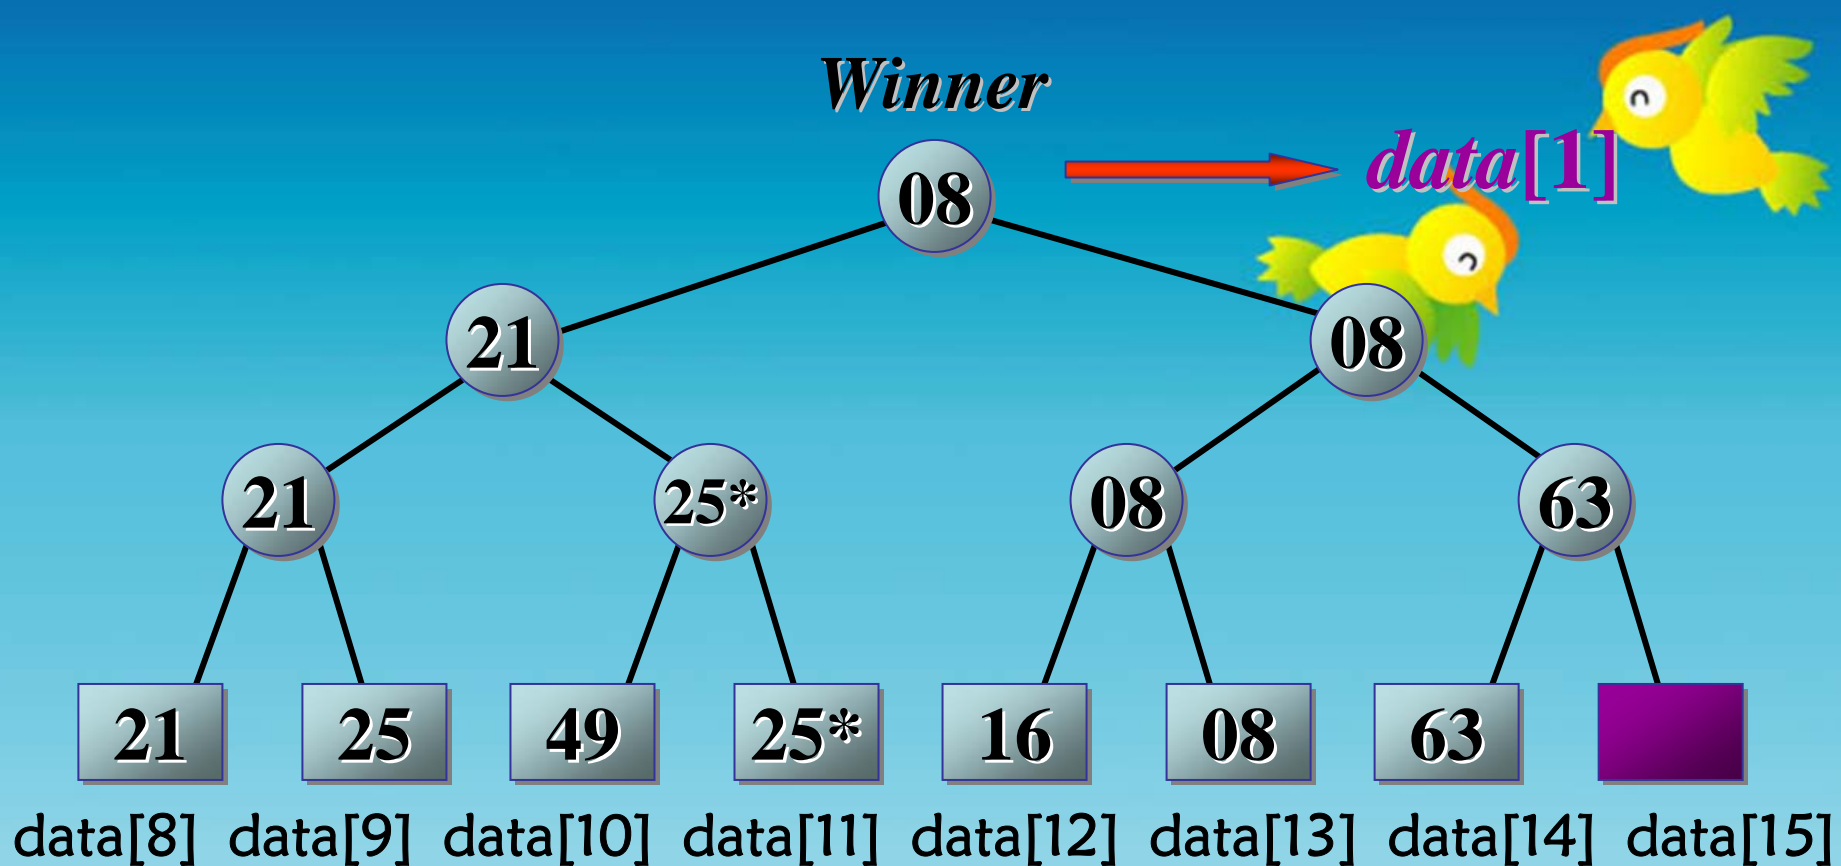 Winner
08 data[1]
21 08
21 25* 08 63
21 25 49 25* 16 08 63
data[8] data[9] data[10] data[11] data[12] data[13] data[14] data[15]